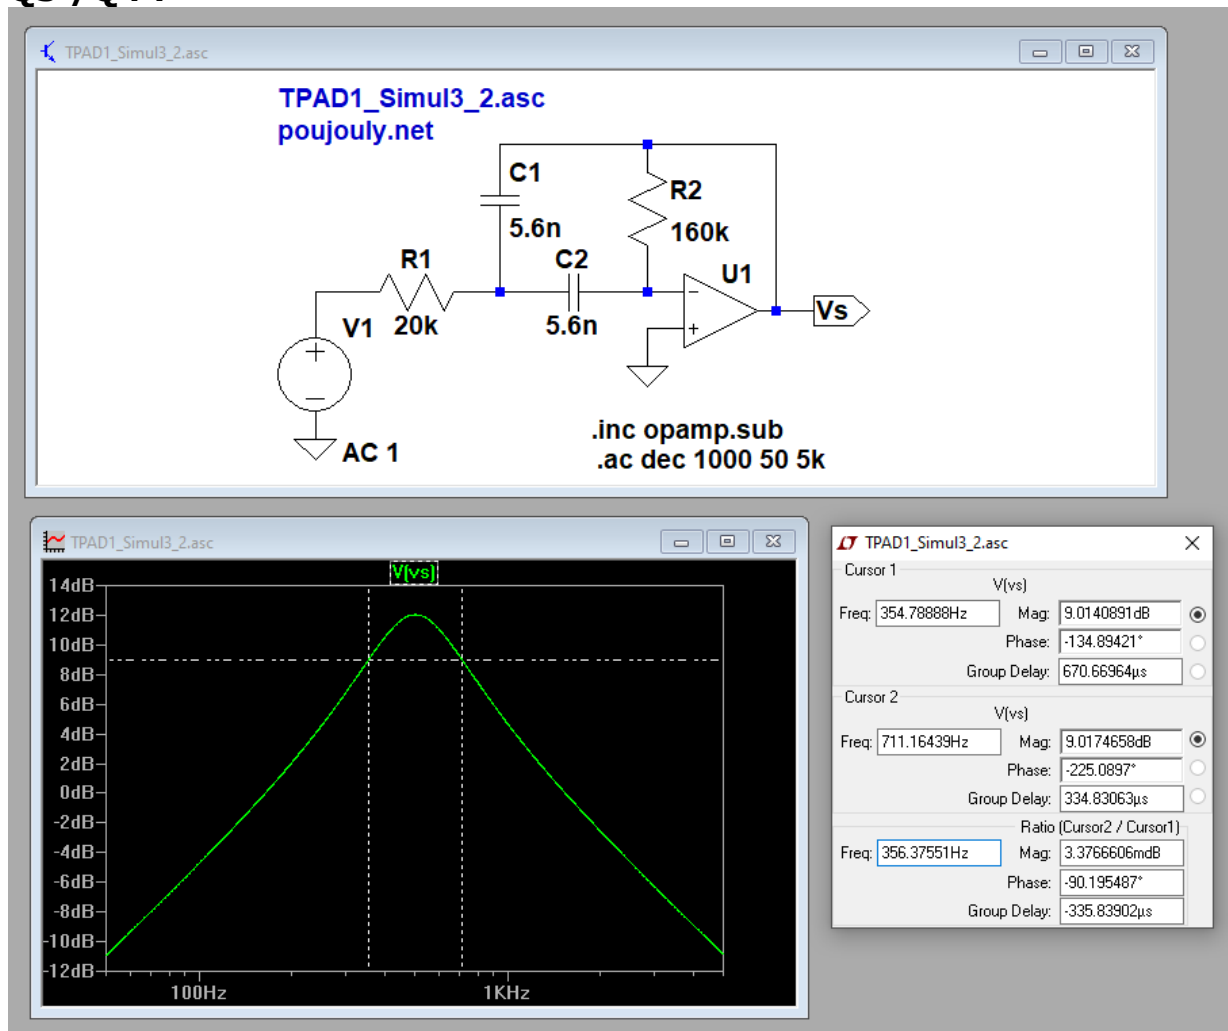 TPAD1_Simul3_2.asc
TPAD1_Simul3_2.asc
poujouly.net
C1
R2
5.6n
160k
R1
C2
U1
V1
20k
5.6n
Vs
+
−
−
+
AC 1
.inc opamp.sub
.ac dec 1000 50 5k
TPAD1_Simul3_2.asc
V(vs)
14dB
12dB
10dB
8dB
6dB
4dB
2dB
0dB
-2dB
-4dB
-6dB
-8dB
-10dB
-12dB
100Hz 1KHz
TPAD1_Simul3_2.asc
Cursor 1
V(vs)
Freq: 354.78888Hz Mag: 9.0140891dB
Phase: -134.89421°
Group Delay: 670.66964µs
Cursor 2
V(vs)
Freq: 711.16439Hz Mag: 9.0174658dB
Phase: -225.0897°
Group Delay: 334.83063µs
Ratio (Cursor2 / Cursor1)
Freq: 356.37551Hz Mag: 3.3766606mdB
Phase: -90.195487°
Group Delay: -335.83902µs